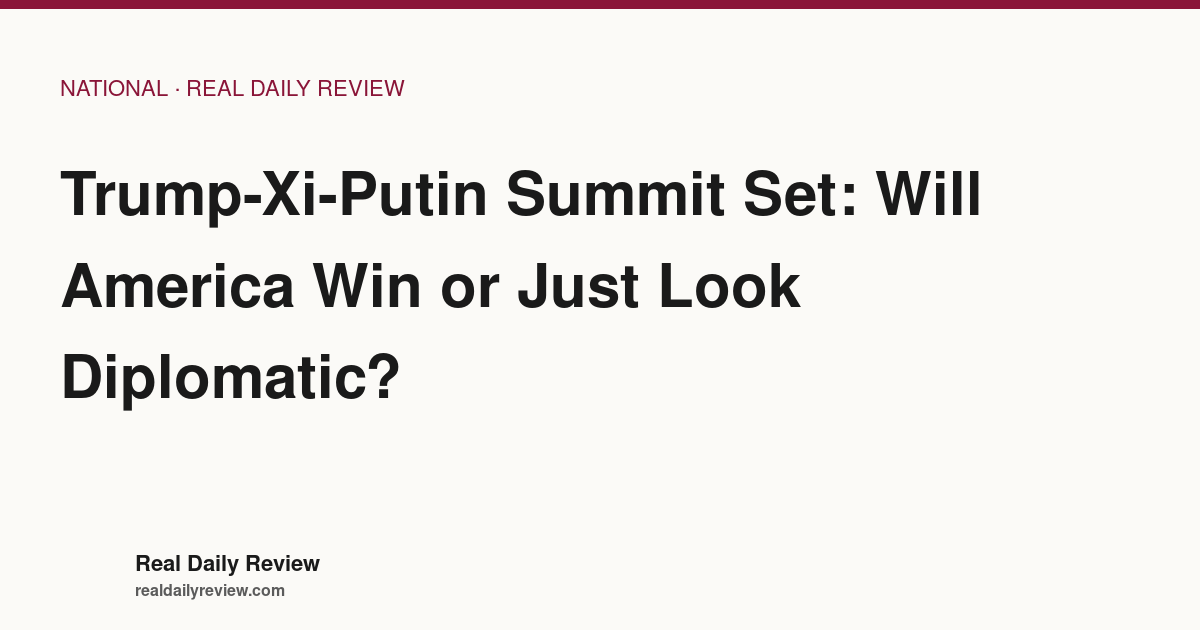 NATIONAL · REAL DAILY REVIEW
Trump-Xi-Putin Summit Set: Will
America Win or Just Look
Diplomatic?
Real Daily Review
realdailyreview.com